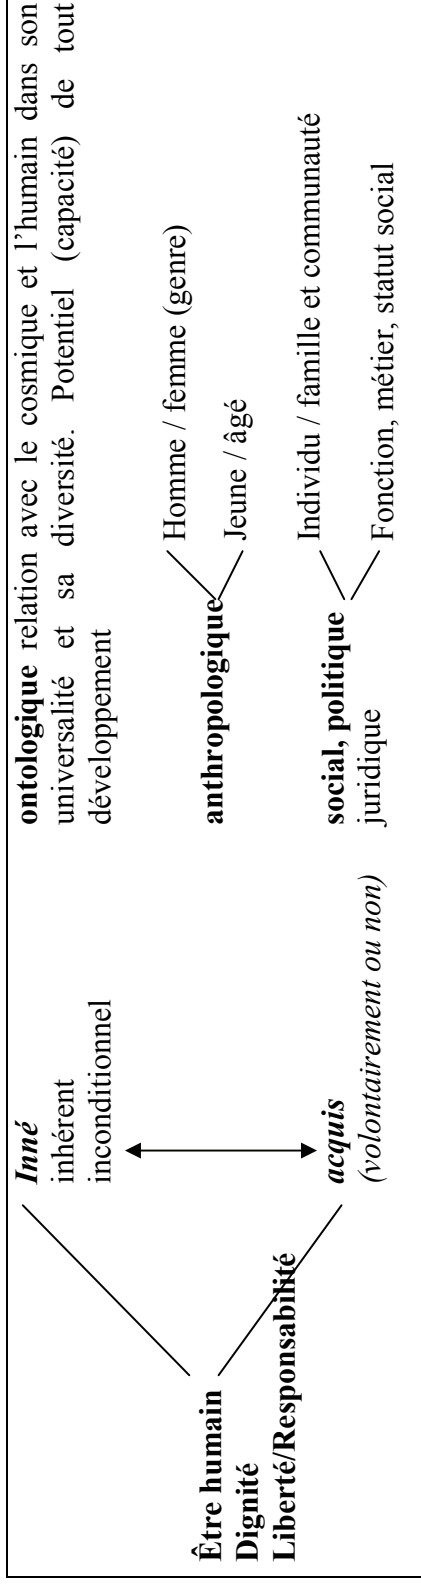 Être humain
Dignité
Liberté/Responsabilité
Inné
inhérent
inconditionnel
acquis
(volontairement ou non)
ontologique relation avec le cosmique et l'humain dans son
universalité et sa diversité. Potentiel (capacité) de tout
développement
anthropologique
Homme / femme (genre)
Jeune / âgé
social, politique
juridique
Individu / famille et communauté
Fonction, métier, statut social